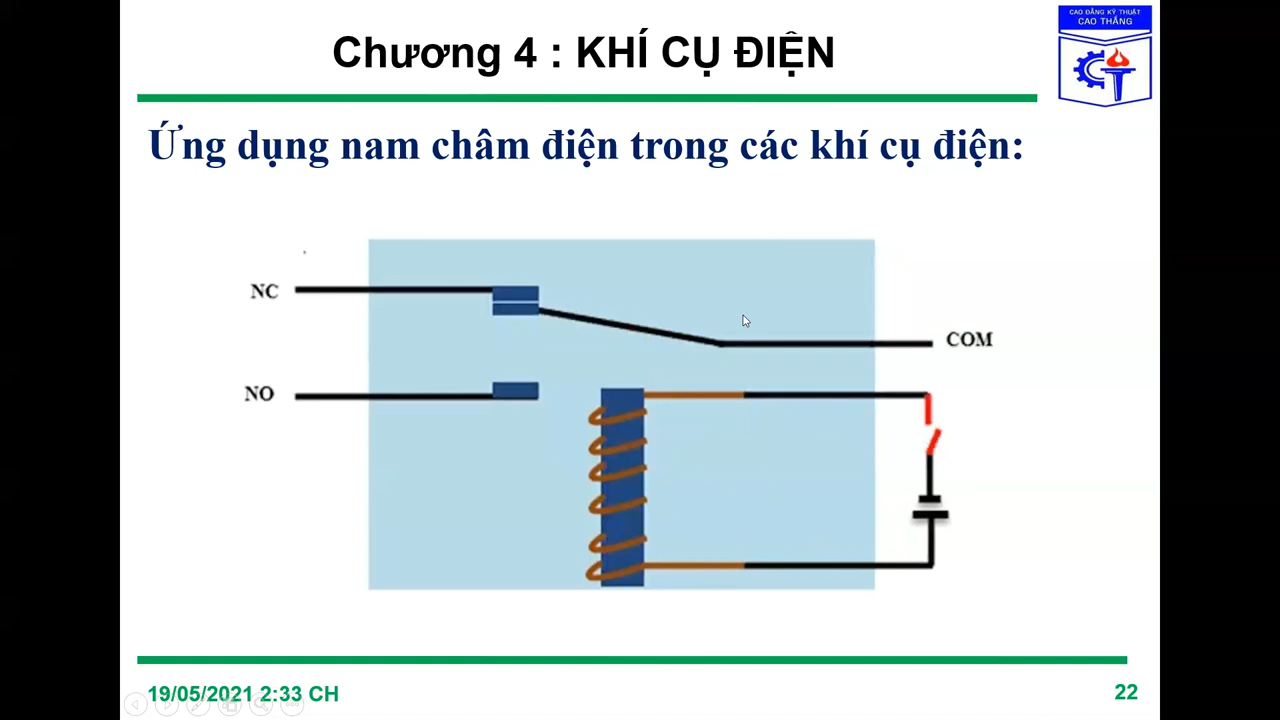 Chương 4 : KHÍ CỤ ĐIỆN
CAO ĐẲNG KỸ THUẬT
CAO THẮNG
Ứng dụng nam châm điện trong các khí cụ điện:
NC
COM
NO
19/05/2021 2:33 CH
22